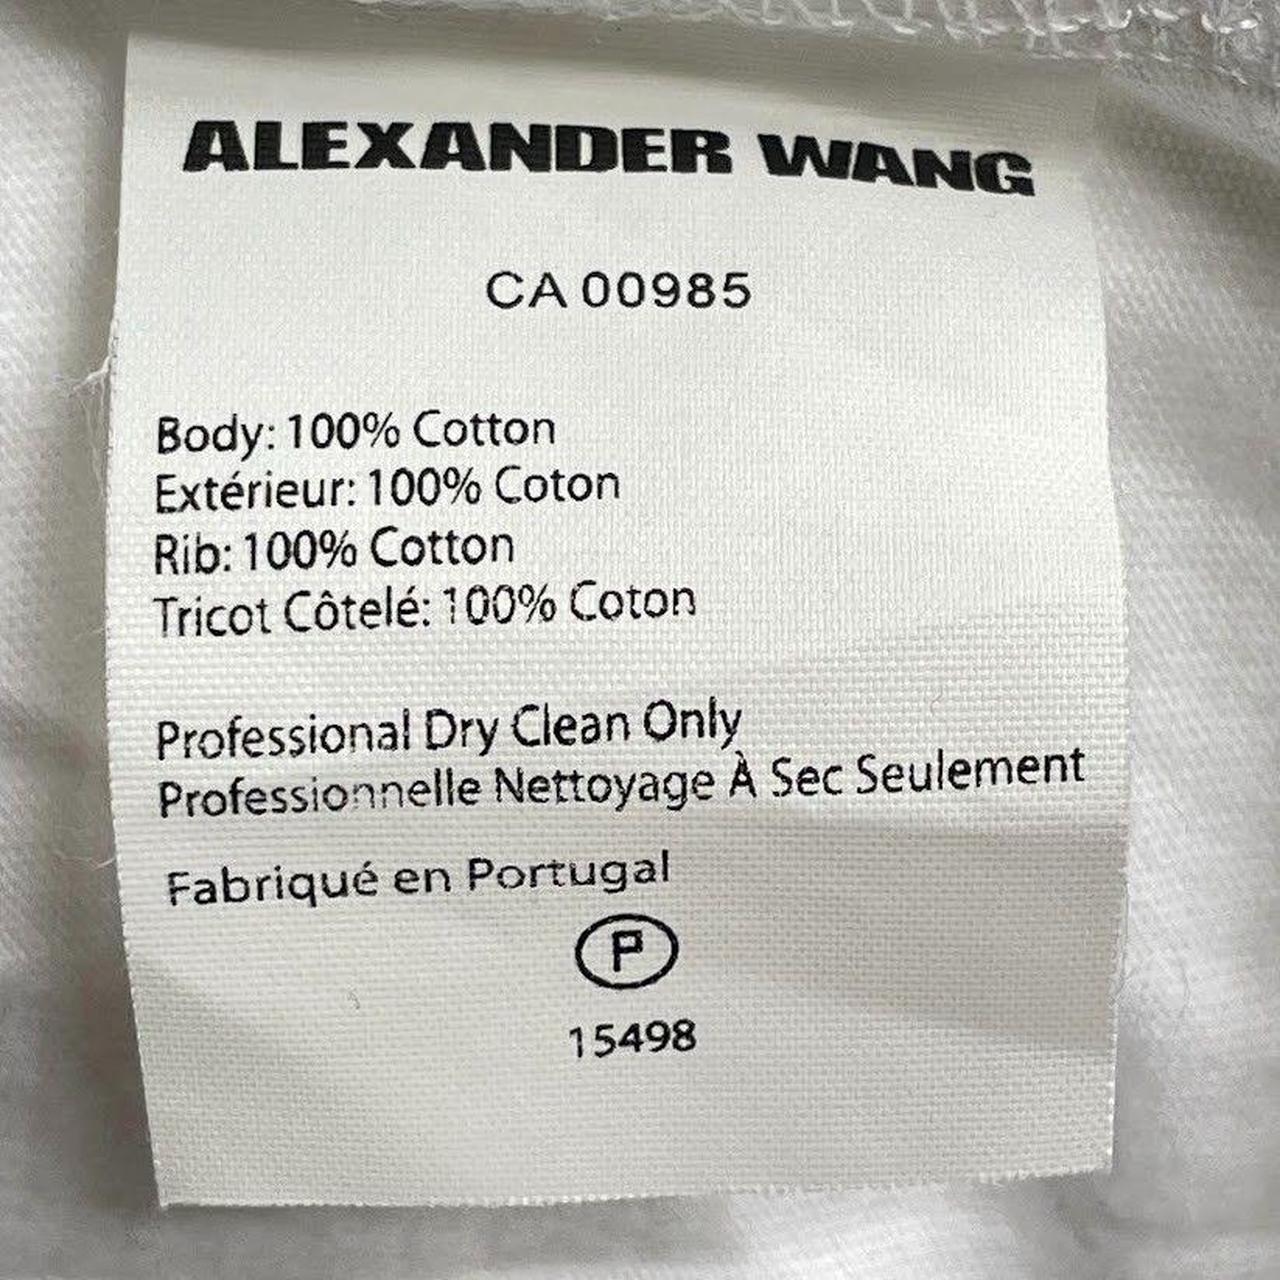 ALEXANDER WANG
CA 00985
Body: 100% Cotton
Extérieur: 100% Coton
Rib: 100% Cotton
Tricot Côtelé: 100% Coton
Professional Dry Clean Only
Professionnelle Nettoyage À Sec Seulement
Fabriqué en Portugal
P
15498